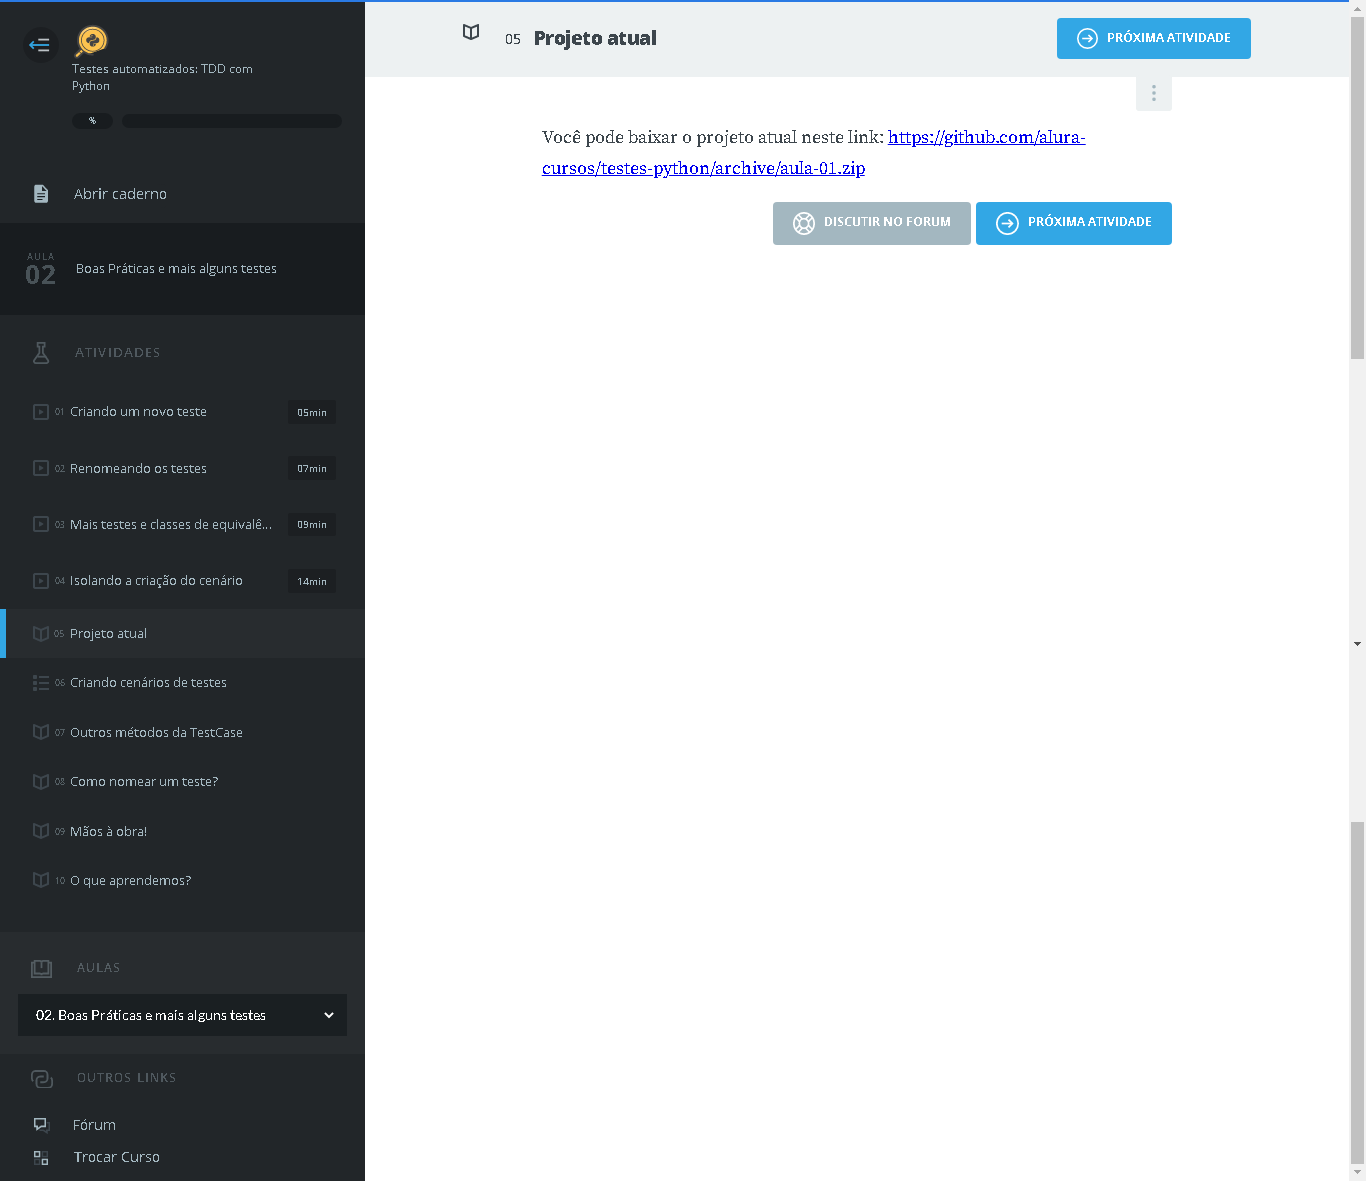 Testes automatizados: TDD com
Python
%
Abrir caderno
AULA
02
Boas Práticas e mais alguns testes
ATIVIDADES
01 Criando um novo teste 05min
02 Renomeando os testes 07min
03 Mais testes e classes de equivalê... 09min
04 Isolando a criação do cenário 14min
05 Projeto atual
06 Criando cenários de testes
07 Outros métodos da TestCase
08 Como nomear um teste?
09 Mãos à obra!
10 O que aprendemos?
AULAS
02. Boas Práticas e mais alguns testes
OUTROS LINKS
Fórum
Trocar Curso
05 Projeto atual
PRÓXIMA ATIVIDADE
Você pode baixar o projeto atual neste link: https://github.com/alura-
cursos/testes-python/archive/aula-01.zip
DISCUTIR NO FORUM PRÓXIMA ATIVIDADE